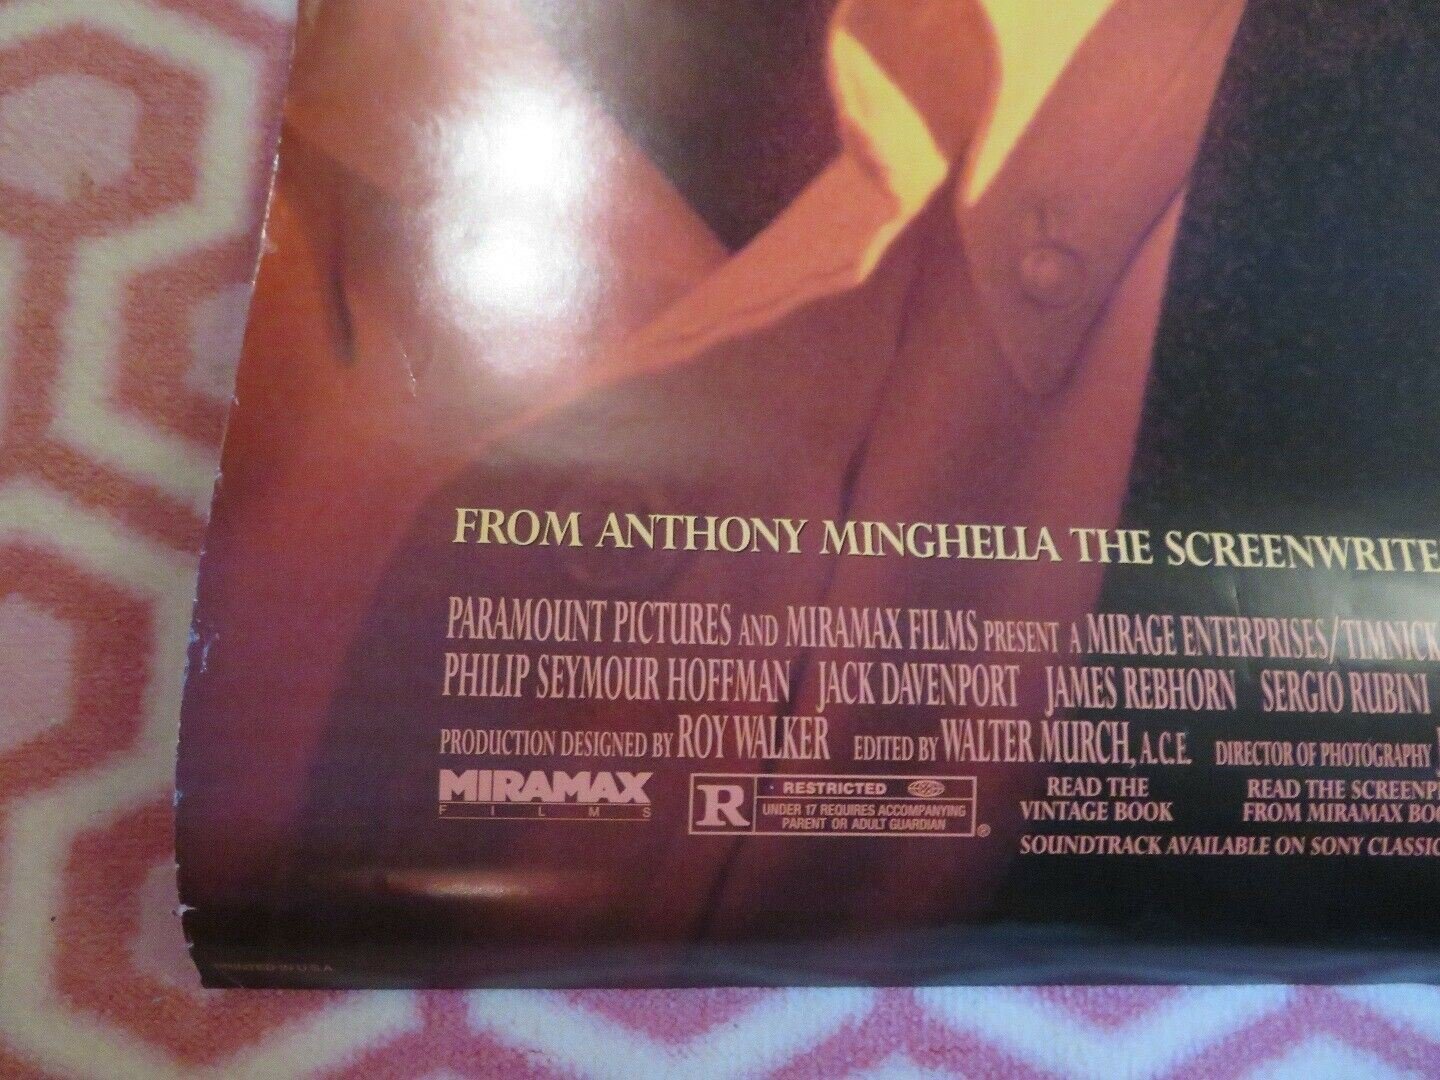 FROM ANTHONY MINGHELLA THE SCREENWRITE
PARAMOUNT PICTURES AND MIRAMAX FILMS PRESENT A MIRAGE ENTERPRISES/TIMNICK
PHILIP SEYMOUR HOFFMAN JACK DAVENPORT JAMES REBHORN SERGIO RUBINI
PRODUCTION DESIGNED BY ROY WALKER EDITED BY WALTER MURCH, A.C.E. DIRECTOR OF PHOTOGRAPHY
MIRAMAX
FILMS
R
RESTRICTED
UNDER 17 REQUIRES ACCOMPANYING
PARENT OR ADULT GUARDIAN
®
READ THE
VINTAGE BOOK
READ THE SCREENPL
FROM MIRAMAX BOO
SOUNDTRACK AVAILABLE ON SONY CLASSIC
PRINTED IN U.S.A.